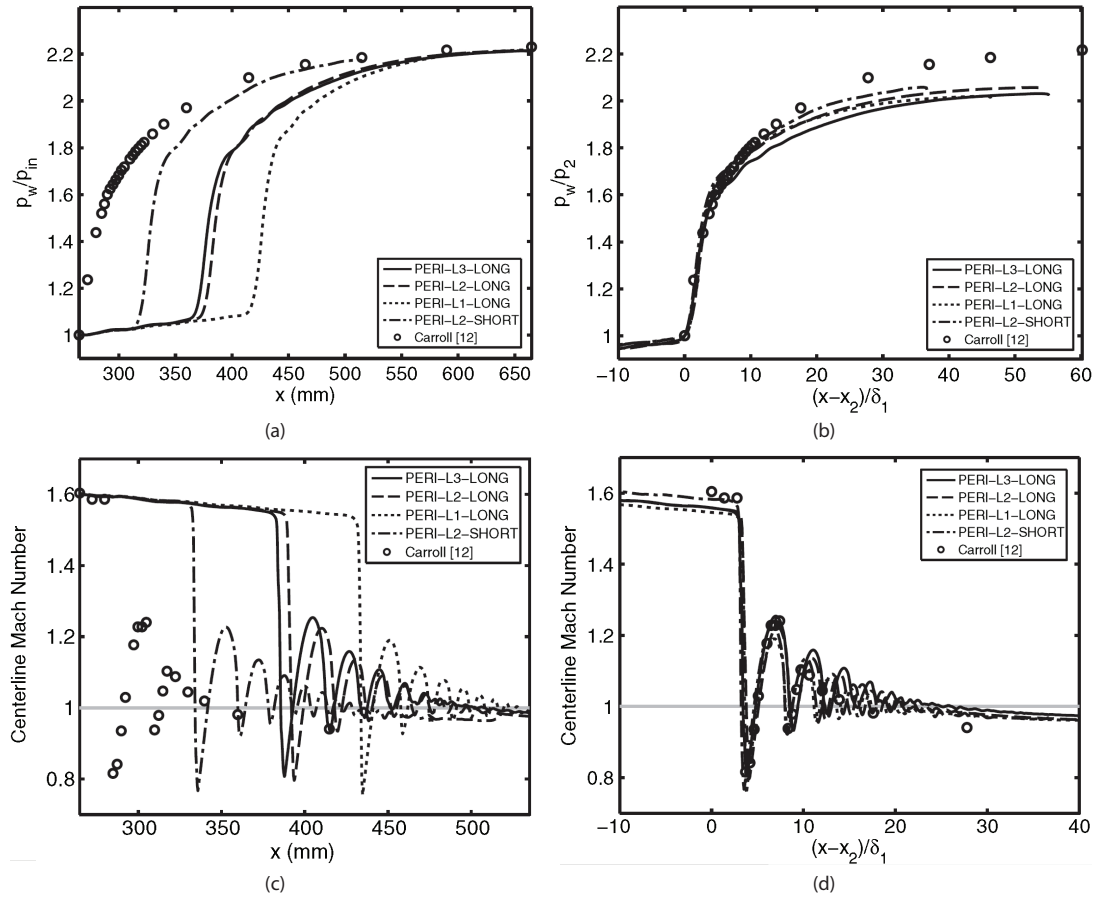 2.2
2
1.8
1.6
1.4
1.2
1
p_w/p_in
300 350 400 450 500 550 600 650
x (mm)
PERI-L3-LONG
PERI-L2-LONG
PERI-L1-LONG
PERI-L2-SHORT
Carroll [12]
(a)
2.2
2
1.8
1.6
1.4
1.2
1
p_w/p_2
-10 0 10 20 30 40 50 60
(x-x_2)/δ_1
PERI-L3-LONG
PERI-L2-LONG
PERI-L1-LONG
PERI-L2-SHORT
Carroll [12]
(b)
1.6
1.4
1.2
1
0.8
Centerline Mach Number
300 350 400 450 500
x (mm)
PERI-L3-LONG
PERI-L2-LONG
PERI-L1-LONG
PERI-L2-SHORT
Carroll [12]
(c)
1.6
1.4
1.2
1
0.8
Centerline Mach Number
-10 0 10 20 30 40
(x-x_2)/δ_1
PERI-L3-LONG
PERI-L2-LONG
PERI-L1-LONG
PERI-L2-SHORT
Carroll [12]
(d)